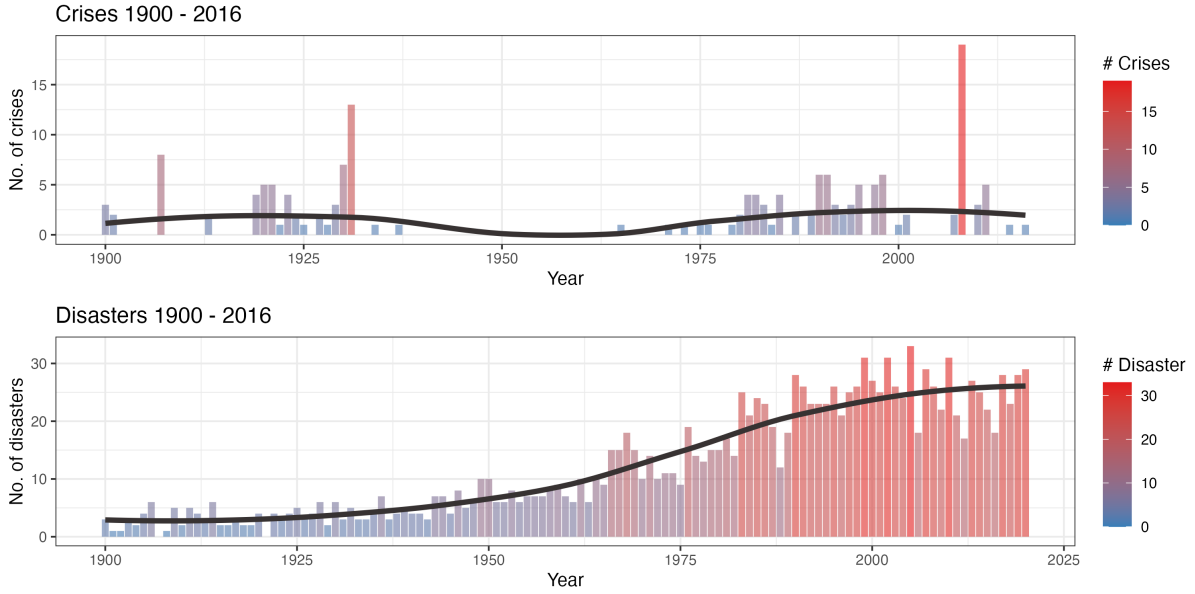 Crises 1900 - 2016
No. of crises
15
10
5
0
1900 1925 1950 1975 2000
Year
# Crises
15
10
5
0
Disasters 1900 - 2016
No. of disasters
30
20
10
0
1900 1925 1950 1975 2000 2025
Year
# Disaster
30
20
10
0